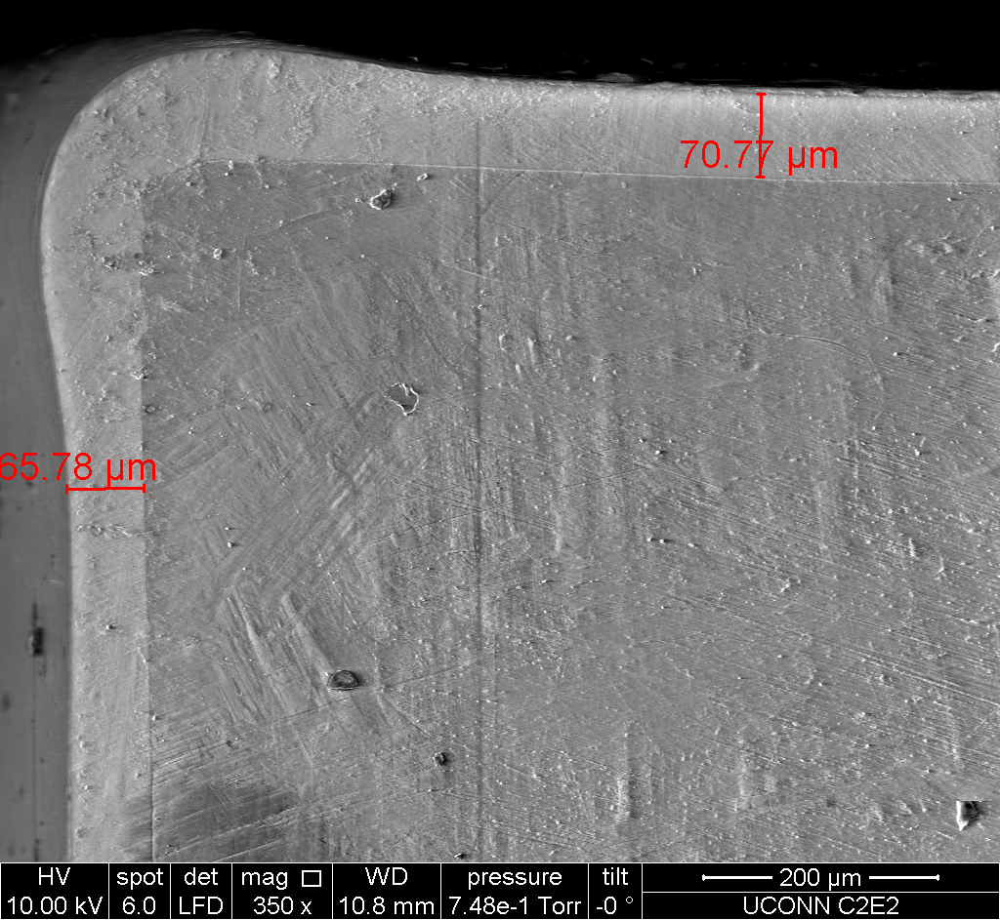 70.77 µm
65.78 µm
HV spot det mag □ WD pressure tilt
10.00 kV 6.0 LFD 350 x 10.8 mm 7.48e-1 Torr -0 °
200 µm
UCONN C2E2